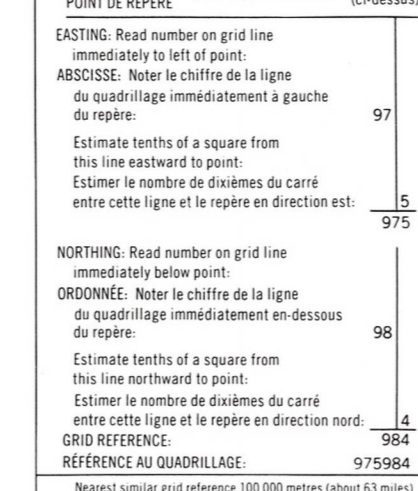 POINT DE REPÈRE (ci-dessus)
EASTING: Read number on grid line
immediately to left of point:
ABSCISSE: Noter le chiffre de la ligne
du quadrillage immédiatement à gauche
du repère: 97
Estimate tenths of a square from
this line eastward to point:
Estimer le nombre de dixièmes du carré
entre cette ligne et le repère en direction est: 5
975
NORTHING: Read number on grid line
immediately below point:
ORDONNÉE: Noter le chiffre de la ligne
du quadrillage immédiatement en-dessous
du repère: 98
Estimate tenths of a square from
this line northward to point:
Estimer le nombre de dixièmes du carré
entre cette ligne et le repère en direction nord: 4
GRID REFERENCE: 984
RÉFÉRENCE AU QUADRILLAGE: 975984
Nearest similar grid reference 100 000 metres (about 63 miles)